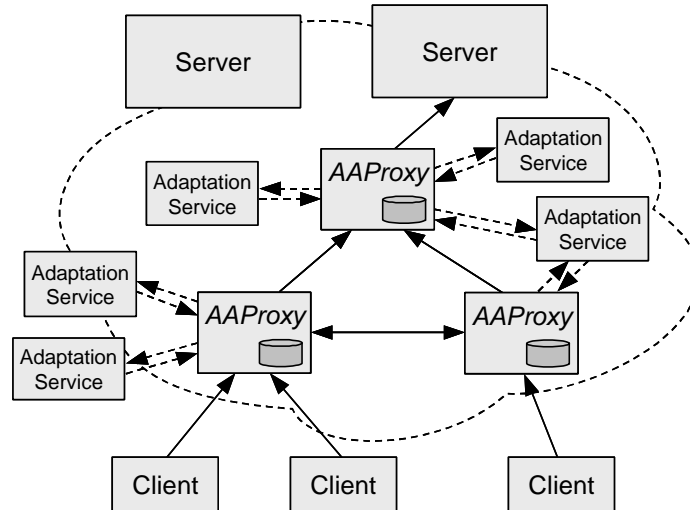 Server
Server
Adaptation
Service
AAProxy
Adaptation
Service
Adaptation
Service
Adaptation
Service
AAProxy
AAProxy
Adaptation
Service
Client
Client
Client